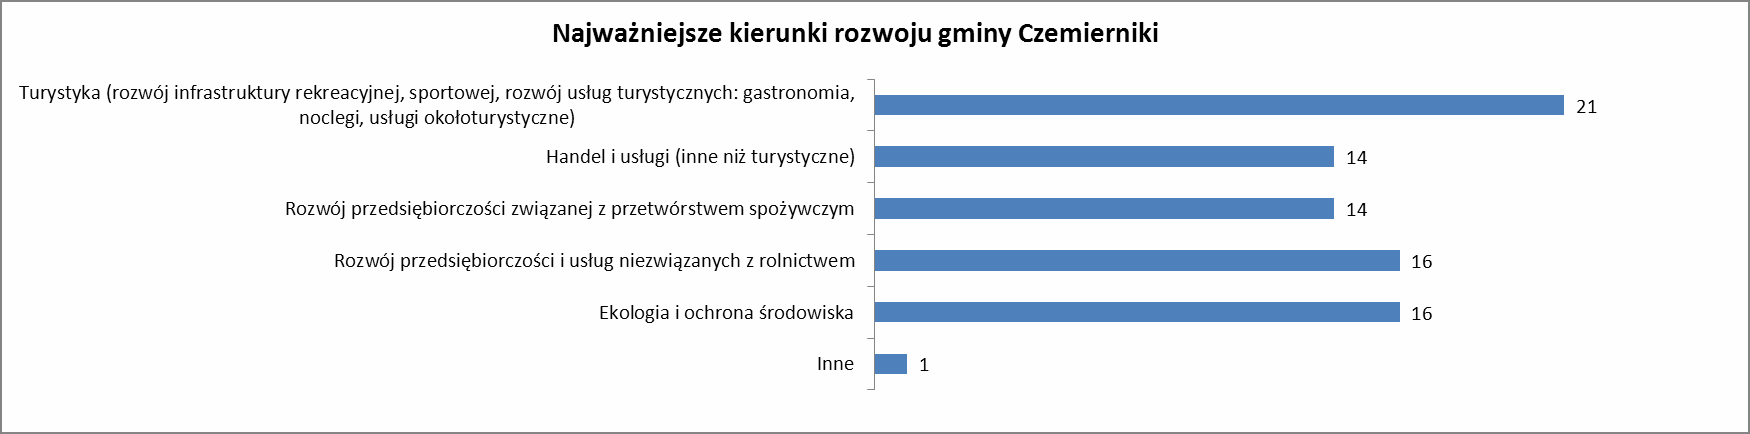 Najważniejsze kierunki rozwoju gminy Czemierniki
Turystyka (rozwój infrastruktury rekreacyjnej, sportowej, rozwój usług turystycznych: gastronomia,
noclegi, usługi okołoturystyczne)
21
Handel i usługi (inne niż turystyczne)
14
Rozwój przedsiębiorczości związanej z przetwórstwem spożywczym
14
Rozwój przedsiębiorczości i usług niezwiązanych z rolnictwem
16
Ekologia i ochrona środowiska
16
Inne
1